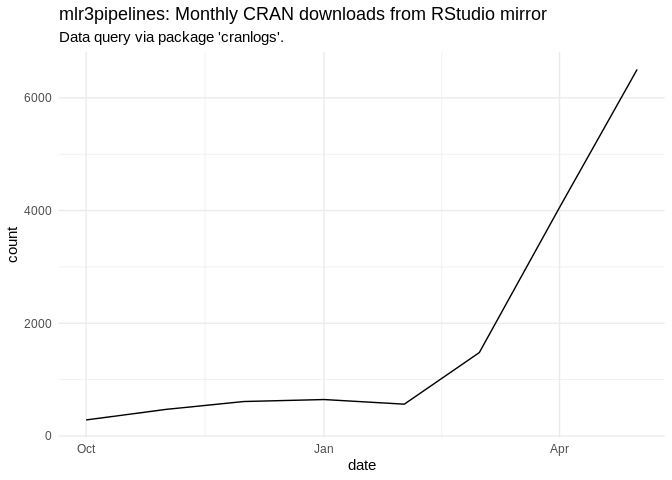 mlr3pipelines: Monthly CRAN downloads from RStudio mirror
Data query via package 'cranlogs'.
6000
4000
2000
0
count
Oct
Jan
Apr
date